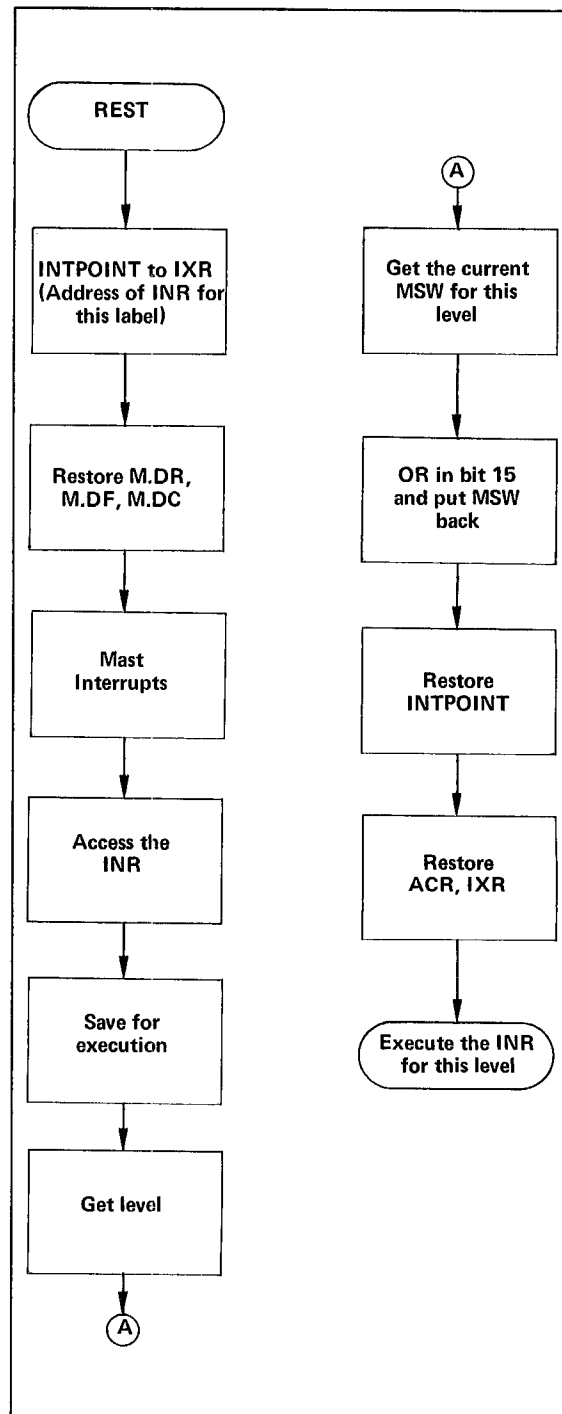 REST
INTPOINT to IXR
(Address of INR for
this label)
Restore M.DR,
M.DF, M.DC
Mast
Interrupts
Access the
INR
Save for
execution
Get level
A
A
Get the current
MSW for this
level
OR in bit 15
and put MSW
back
Restore
INTPOINT
Restore
ACR, IXR
Execute the INR
for this level